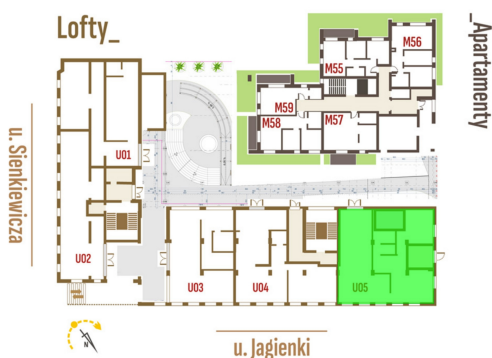 Lofty_
_Apartamenty
M56
M55
M59
M58
M57
U01
u. Sienkiewicza
U02
U03
U04
U05
N
u. Jagienki